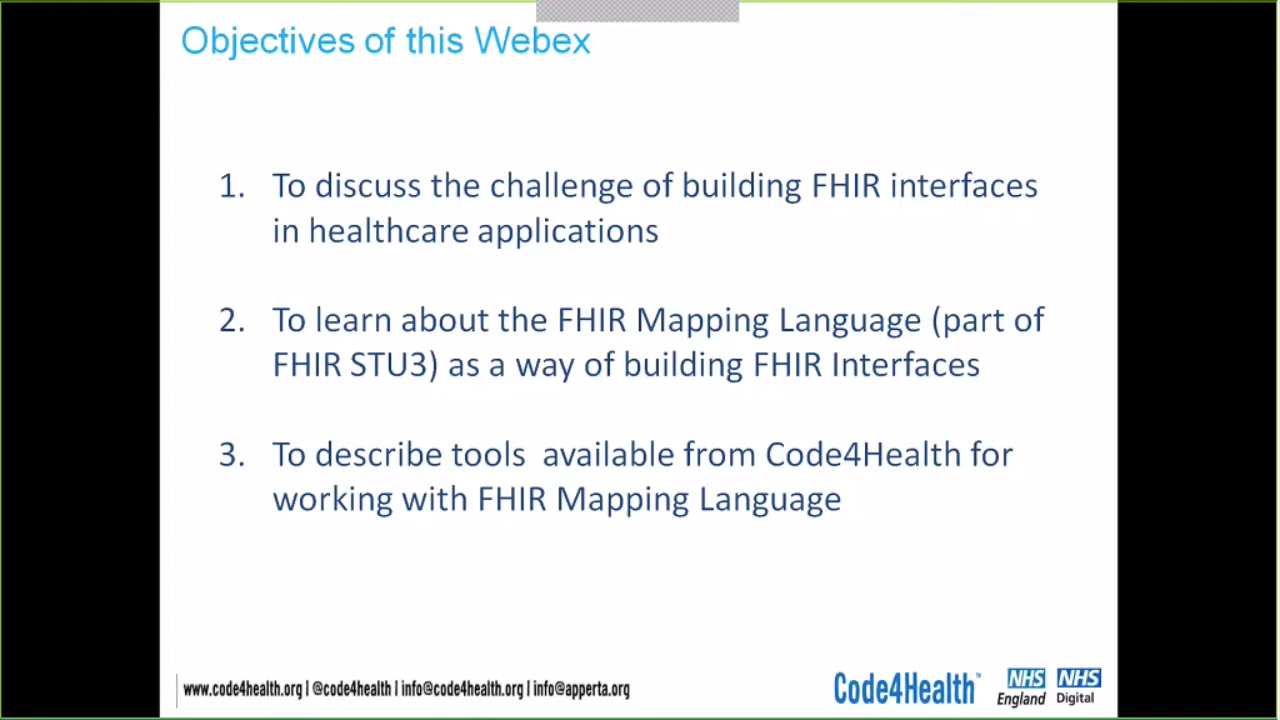 Objectives of this Webex
1. To discuss the challenge of building FHIR interfaces
in healthcare applications
2. To learn about the FHIR Mapping Language (part of
FHIR STU3) as a way of building FHIR Interfaces
3. To describe tools  available from Code4Health for
working with FHIR Mapping Language
www.code4health.org | @code4health | info@code4health.org | info@apperta.org
Code4Health™
NHS
England
NHS
Digital